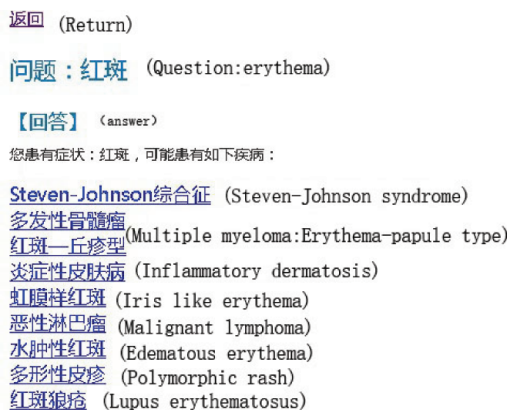 返回 (Return)
问题：红斑 (Question:erythema)
【回答】 （answer）
您患有症状：红斑，可能患有如下疾病：
Steven-Johnson综合征 (Steven-Johnson syndrome)
多发性骨髓瘤
红斑—丘疹型 (Multiple myeloma:Erythema-papule type)
炎症性皮肤病 (Inflammatory dermatosis)
虹膜样红斑 (Iris like erythema)
恶性淋巴瘤 (Malignant lymphoma)
水肿性红斑 (Edematous erythema)
多形性皮疹 (Polymorphic rash)
红斑狼疮 (Lupus erythematosus)